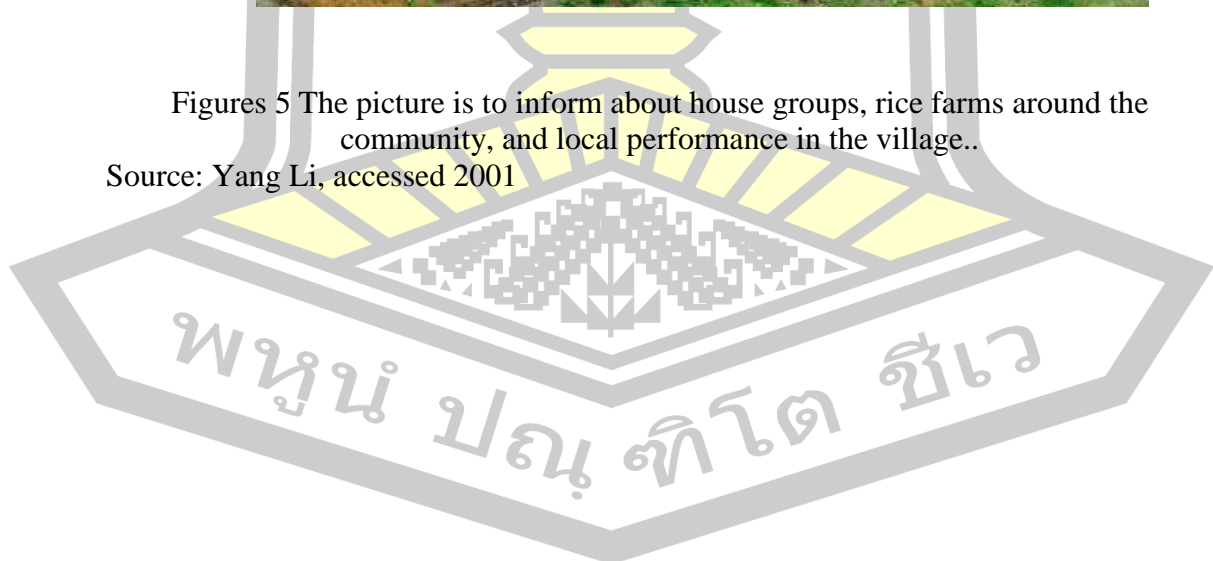 Figures 5 The picture is to inform about house groups, rice farms around the
community, and local performance in the village..
Source: Yang Li, accessed 2001
พหูนํ ปณฺฑิโต ชีเว